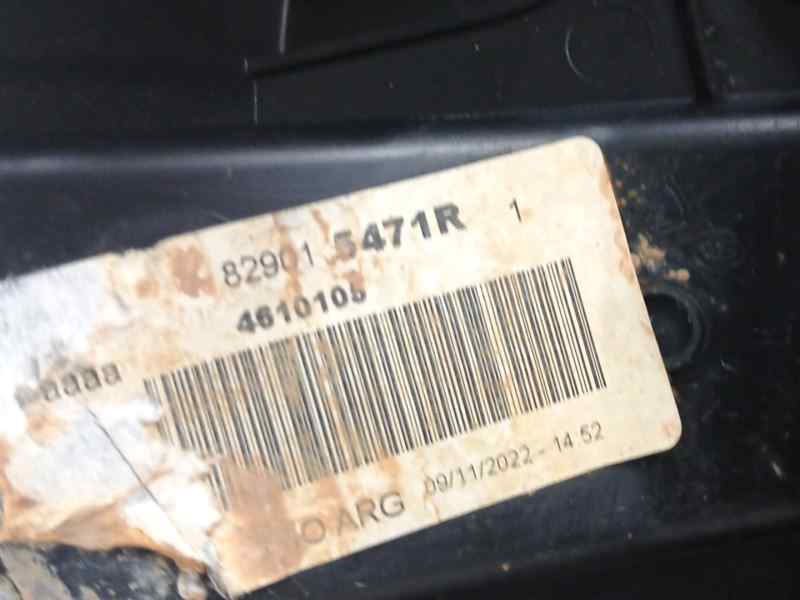 82901 5471R 1
4610105
aaaa
O ARG 09/11/2022 - 14:52